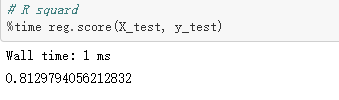 # R squard
%time reg.score(X_test, y_test)
Wall time: 1 ms
0.8129794056212832